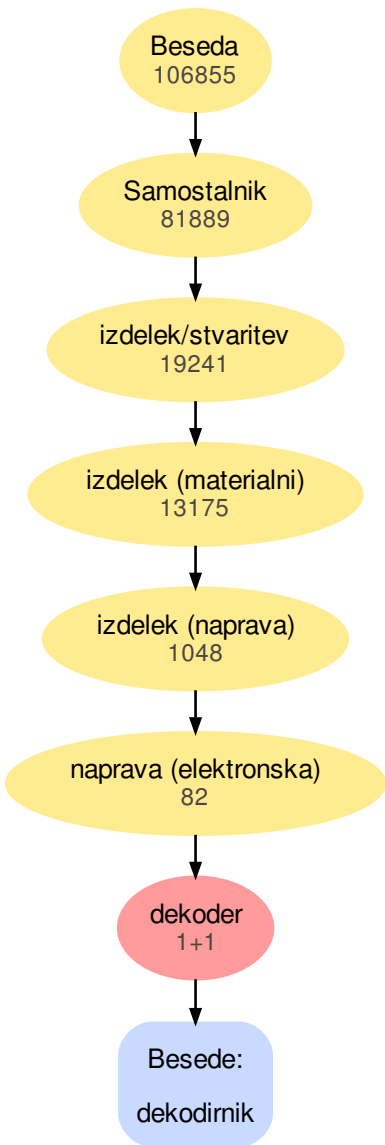 Beseda
106855
Samostalnik
81889
izdelek/stvaritev
19241
izdelek (materialni)
13175
izdelek (naprava)
1048
naprava (elektronska)
82
dekoder
1+1
Besede:
dekodirnik